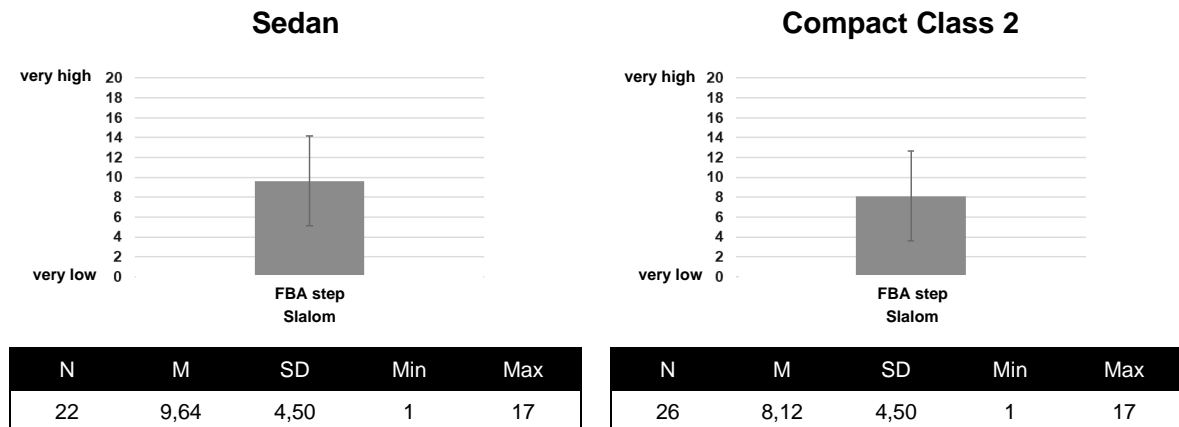 Sedan
very high 20
18
16
14
12
10
8
6
4
2
very low 0
FBA step
Slalom
N M SD Min Max
22 9,64 4,50 1 17
Compact Class 2
very high 20
18
16
14
12
10
8
6
4
2
very low 0
FBA step
Slalom
N M SD Min Max
26 8,12 4,50 1 17